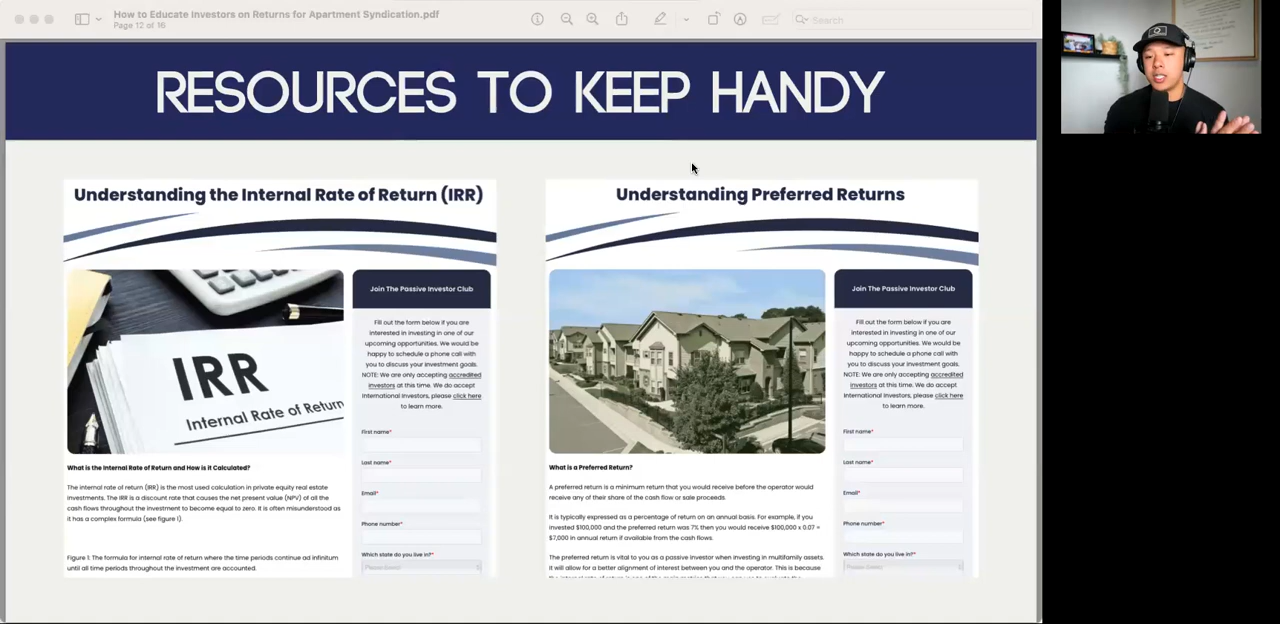 How to Educate Investors on Returns for Apartment Syndication.pdf
Page 12 of 16
Search
RESOURCES TO KEEP HANDY
Understanding the Internal Rate of Return (IRR)
IRR
Internal Rate of Return
What is the Internal Rate of Return and How is it Calculated?
The internal rate of return (IRR) is the most used calculation in private equity real estate
investments. The IRR is a discount rate that causes the net present value (NPV) of all the
cash flows throughout the investment to become equal to zero. It is often misunderstood as
it has a complex formula (see figure 1).
Figure 1: The formula for internal rate of return where the time periods continue ad infinitum
until all time periods throughout the investment are accounted.
Join The Passive Investor Club
Fill out the form below if you are
interested in investing in one of our
upcoming opportunities. We would be
happy to schedule a phone call with
you to discuss your investment goals.
NOTE: We are only accepting accredited
investors at this time. We do accept
International Investors, please click here
to learn more.
First name*
Last name*
Email*
Phone number*
Which state do you live in?*
Understanding Preferred Returns
What is a Preferred Return?
A preferred return is a minimum return that you would receive before the operator would
receive any of their share of the cash flow or sale proceeds.
It is typically expressed as a percentage of return on an annual basis. For example, if you
invested $100,000 and the preferred return was 7% then you would receive $100,000 x 0.07 =
$7,000 in annual return if available from the cash flows.
The preferred return is vital to you as a passive investor when investing in multifamily assets.
It will allow for a better alignment of interest between you and the operator. This is because
Join The Passive Investor Club
Fill out the form below if you are
interested in investing in one of our
upcoming opportunities. We would be
happy to schedule a phone call with
you to discuss your investment goals.
NOTE: We are only accepting accredited
investors at this time. We do accept
International Investors, please click here
to learn more.
First name*
Last name*
Email*
Phone number*
Which state do you live in?*